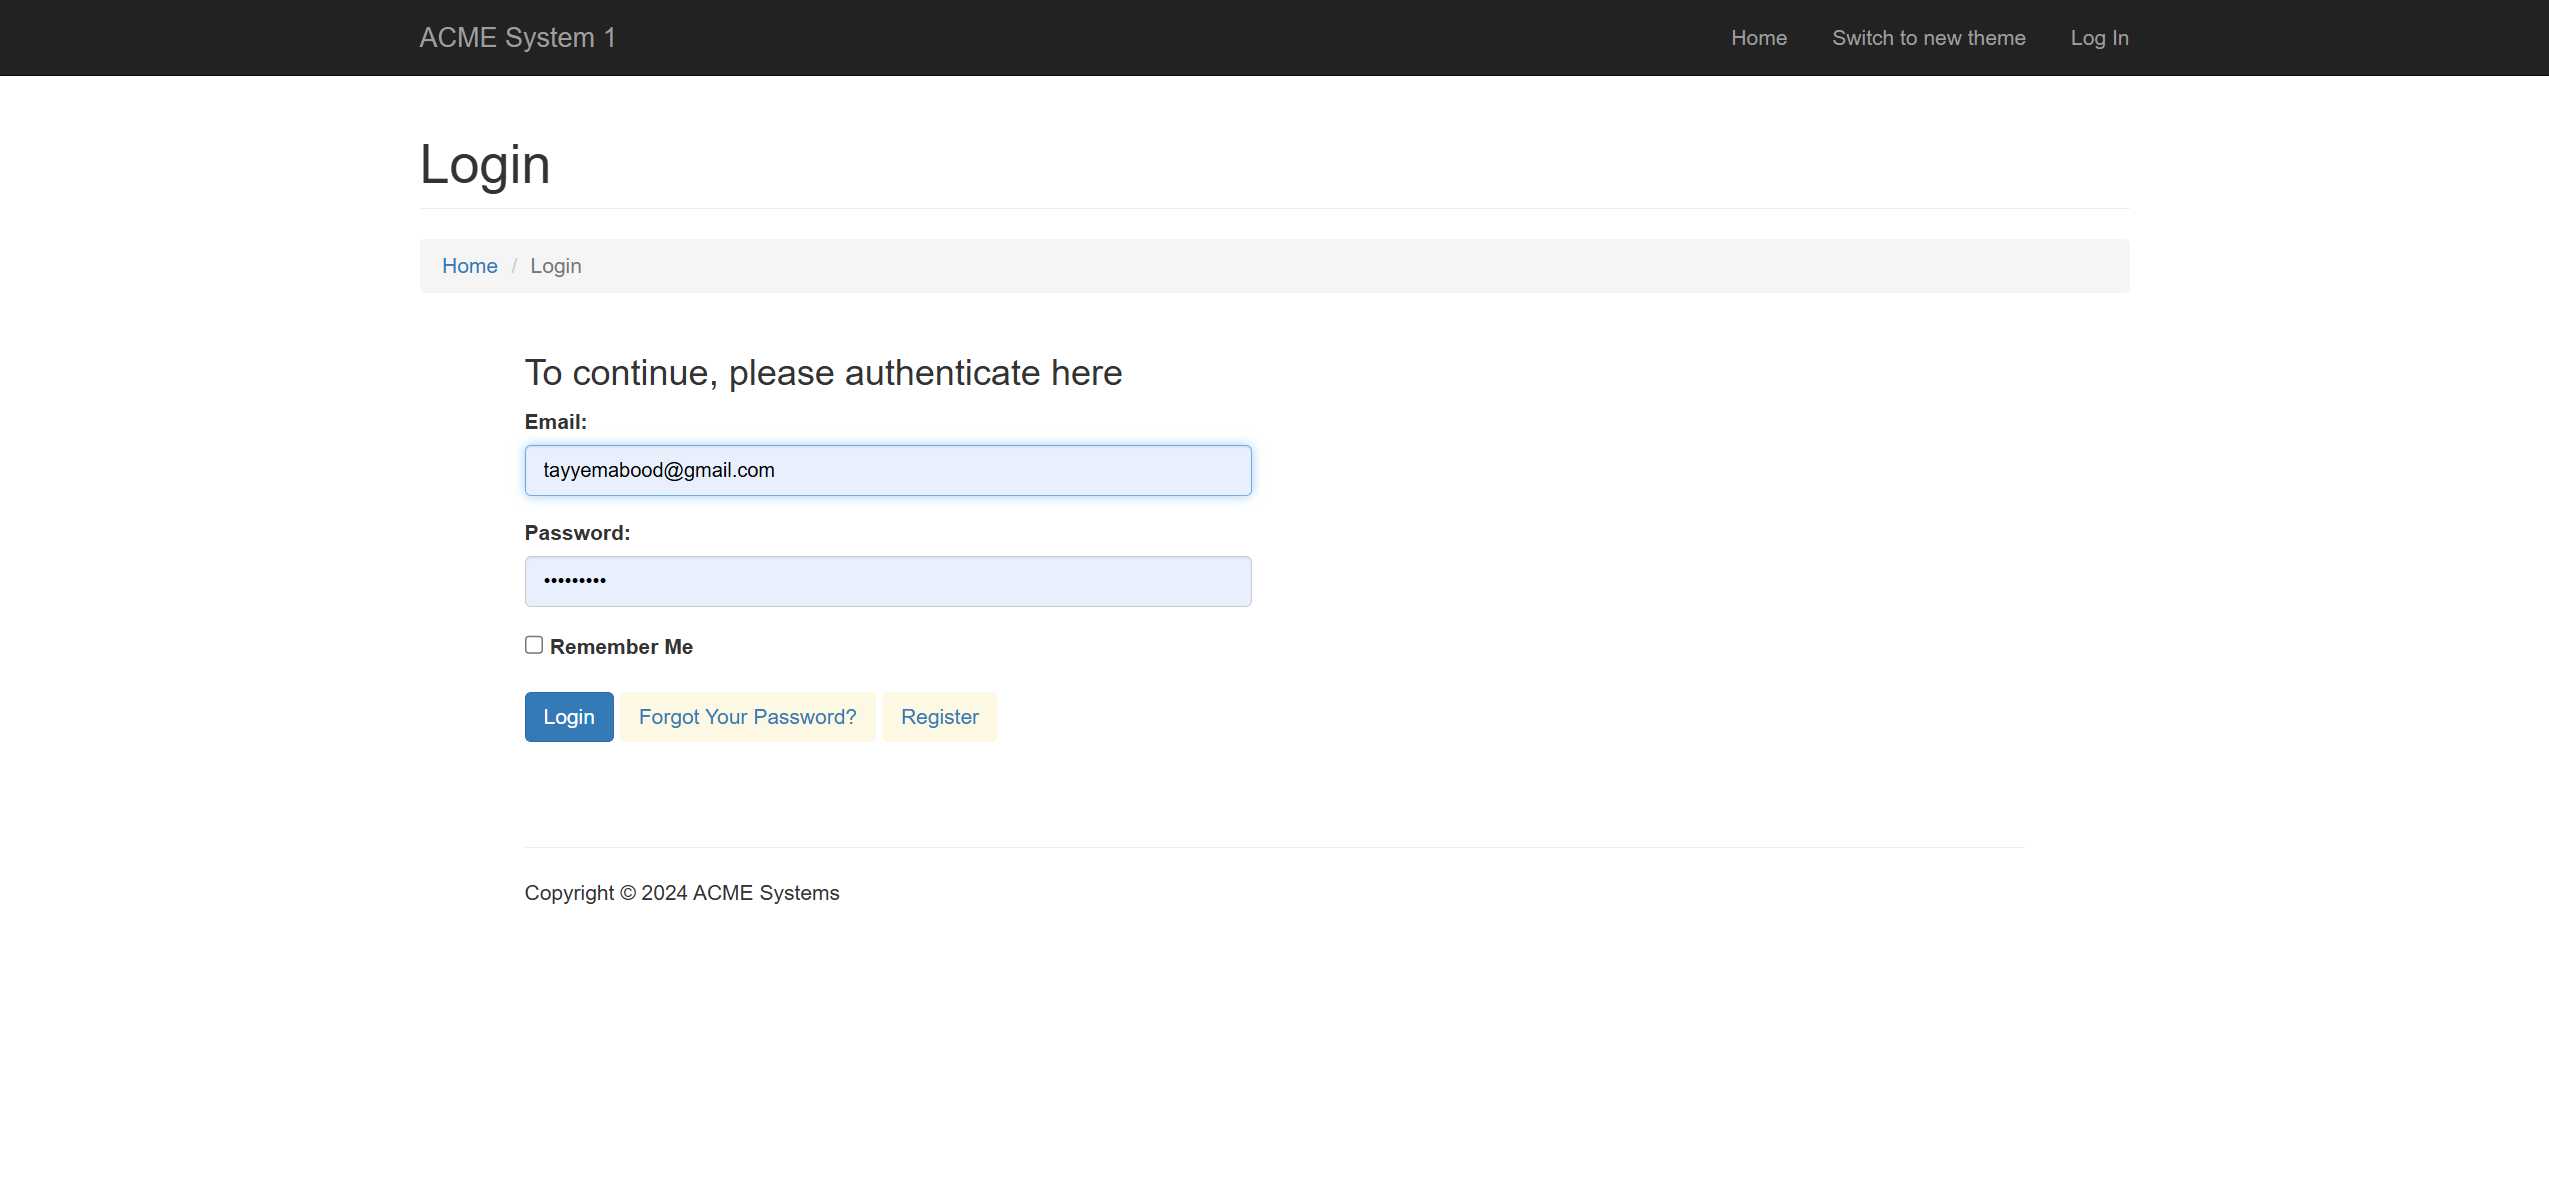 ACME System 1 Home Switch to new theme Log In
Login
Home / Login
To continue, please authenticate here
Email:
tayyemabood@gmail.com
Password:
•••••••••
Remember Me
Login Forgot Your Password? Register
Copyright © 2024 ACME Systems